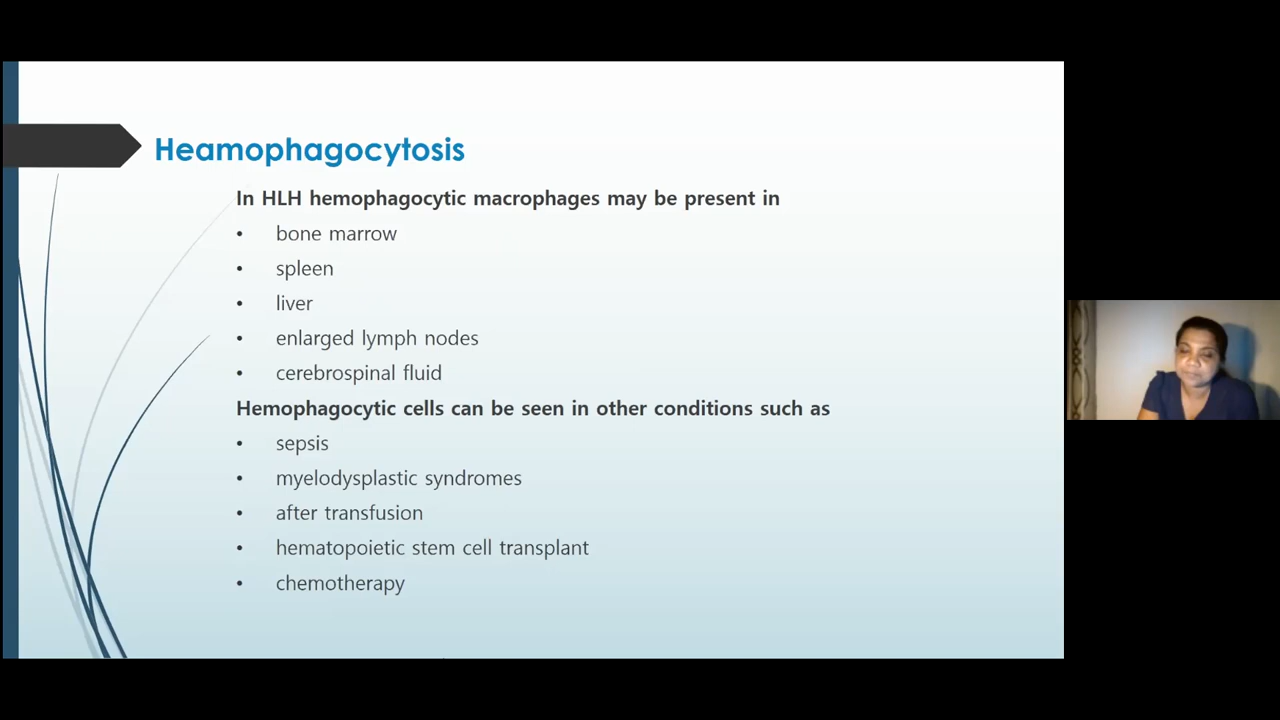 Heamophagocytosis
In HLH hemophagocytic macrophages may be present in
• bone marrow
• spleen
• liver
• enlarged lymph nodes
• cerebrospinal fluid
Hemophagocytic cells can be seen in other conditions such as
• sepsis
• myelodysplastic syndromes
• after transfusion
• hematopoietic stem cell transplant
• chemotherapy